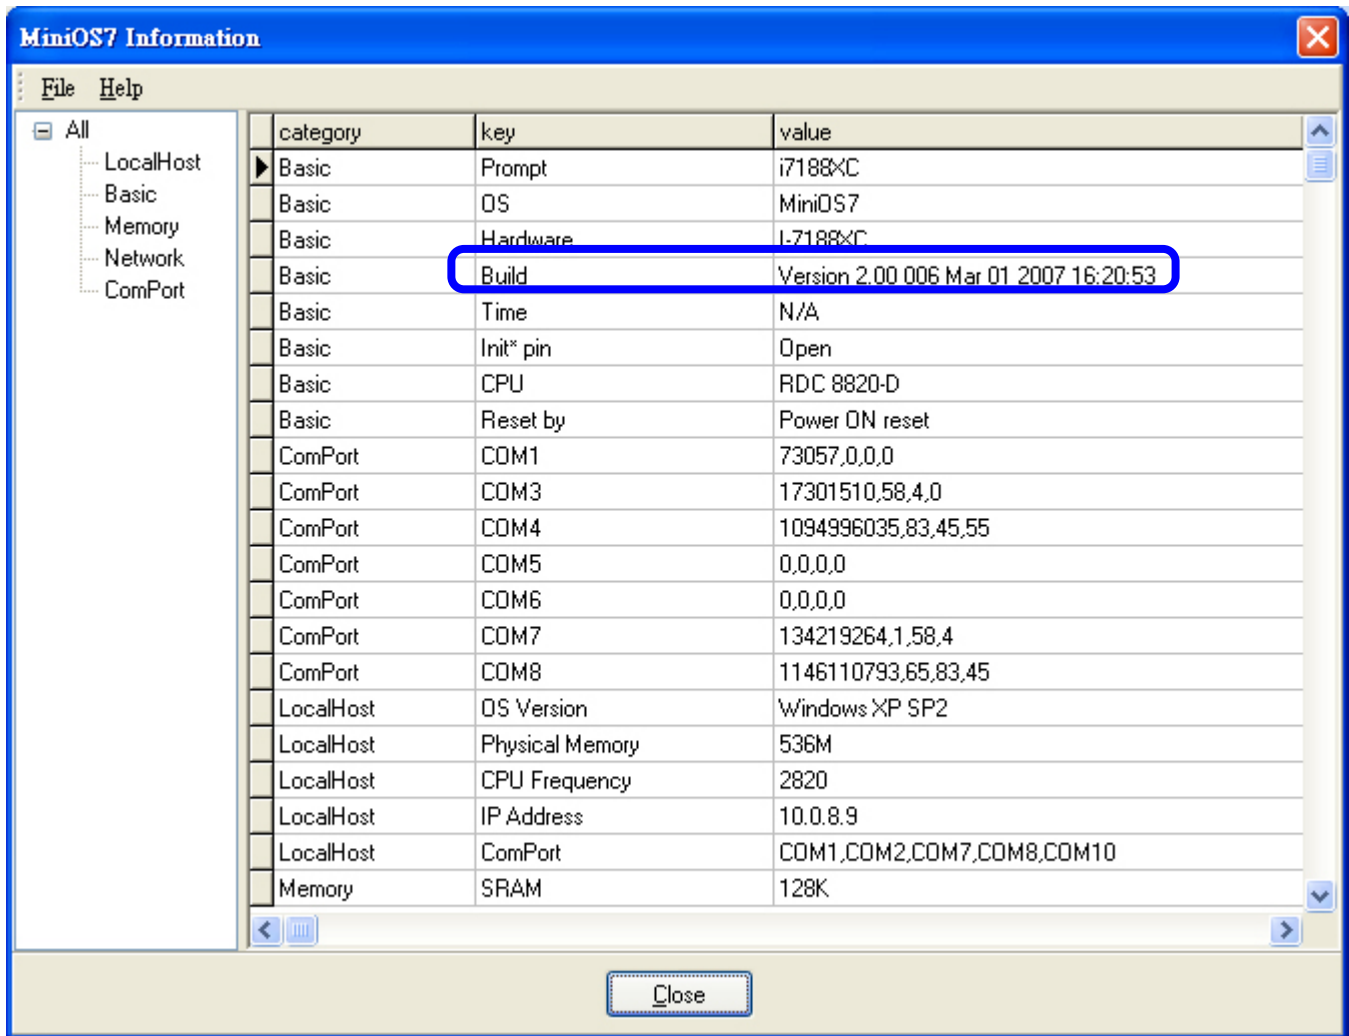 MiniOS7 Information
File Help
All
LocalHost
Basic
Memory
Network
ComPort
category key value
Basic Prompt i7188XC
Basic OS MiniOS7
Basic Hardware I-7188XC
Basic Build Version 2.00 006 Mar 01 2007 16:20:53
Basic Time N/A
Basic Init* pin Open
Basic CPU RDC 8820-D
Basic Reset by Power ON reset
ComPort COM1 73057,0,0,0
ComPort COM3 17301510,58,4,0
ComPort COM4 1094996035,83,45,55
ComPort COM5 0,0,0,0
ComPort COM6 0,0,0,0
ComPort COM7 134219264,1,58,4
ComPort COM8 1146110793,65,83,45
LocalHost OS Version Windows XP SP2
LocalHost Physical Memory 536M
LocalHost CPU Frequency 2820
LocalHost IP Address 10.0.8.9
LocalHost ComPort COM1,COM2,COM7,COM8,COM10
Memory SRAM 128K
Close